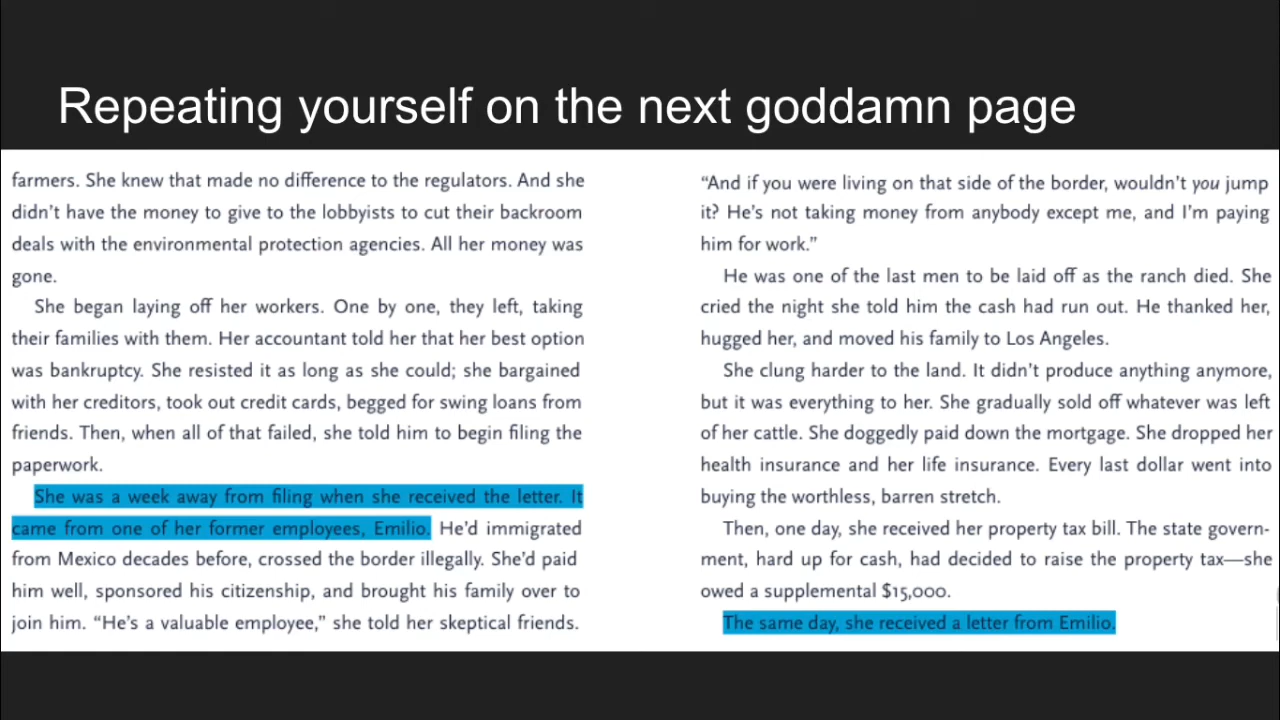 Repeating yourself on the next goddamn page
farmers. She knew that made no difference to the regulators. And she
didn’t have the money to give to the lobbyists to cut their backroom
deals with the environmental protection agencies. All her money was
gone.
She began laying off her workers. One by one, they left, taking
their families with them. Her accountant told her that her best option
was bankruptcy. She resisted it as long as she could; she bargained
with her creditors, took out credit cards, begged for swing loans from
friends. Then, when all of that failed, she told him to begin filing the
paperwork.
She was a week away from filing when she received the letter. It
came from one of her former employees, Emilio. He’d immigrated
from Mexico decades before, crossed the border illegally. She’d paid
him well, sponsored his citizenship, and brought his family over to
join him. “He’s a valuable employee,” she told her skeptical friends.
“And if you were living on that side of the border, wouldn’t you jump
it? He’s not taking money from anybody except me, and I’m paying
him for work.”
He was one of the last men to be laid off as the ranch died. She
cried the night she told him the cash had run out. He thanked her,
hugged her, and moved his family to Los Angeles.
She clung harder to the land. It didn’t produce anything anymore,
but it was everything to her. She gradually sold off whatever was left
of her cattle. She doggedly paid down the mortgage. She dropped her
health insurance and her life insurance. Every last dollar went into
buying the worthless, barren stretch.
Then, one day, she received her property tax bill. The state govern-
ment, hard up for cash, had decided to raise the property tax—she
owed a supplemental $15,000.
The same day, she received a letter from Emilio.